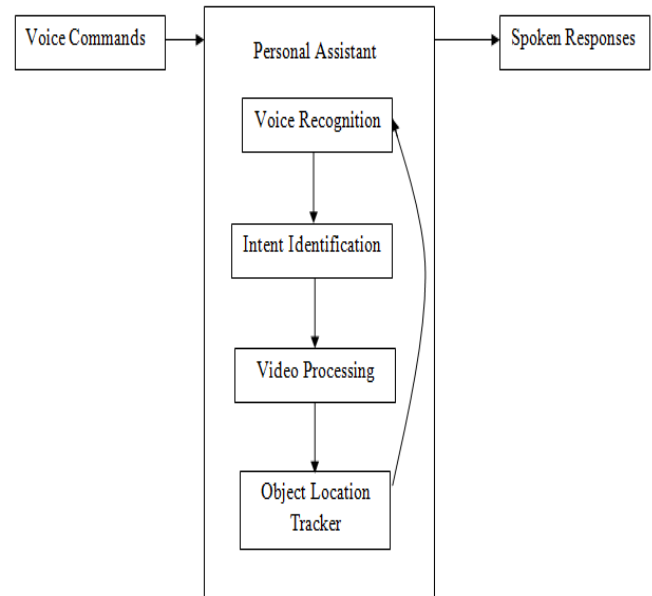 Voice Commands
Personal Assistant
Spoken Responses
Voice Recognition
Intent Identification
Video Processing
Object Location
Tracker